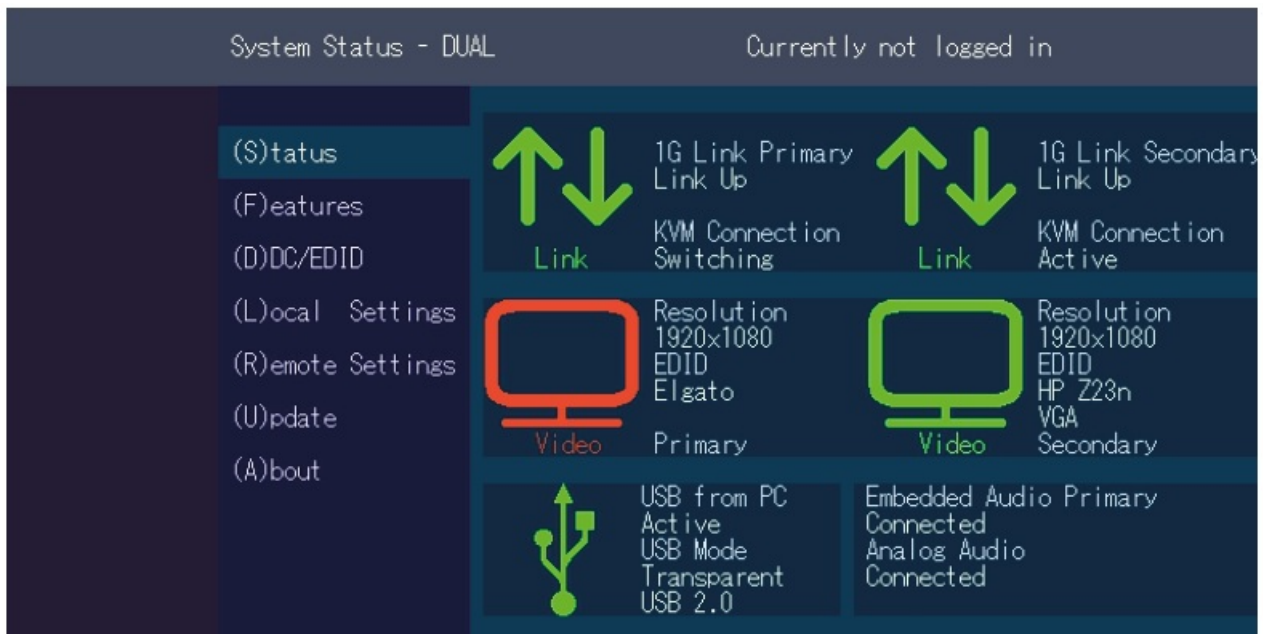 System Status - DUAL
Currently not logged in
(S)tatus
(F)eatures
(D)DC/EDID
(L)ocal Settings
(R)emote Settings
(U)pdate
(A)bout
Link
1G Link Primary
Link Up
KVM Connection
Switching
Link
1G Link Secondary
Link Up
KVM Connection
Active
Video
Resolution
1920x1080
EDID
Elgato
Primary
Video
Resolution
1920x1080
EDID
HP Z23n
VGA
Secondary
USB from PC
Active
USB Mode
Transparent
USB 2.0
Embedded Audio Primary
Connected
Analog Audio
Connected